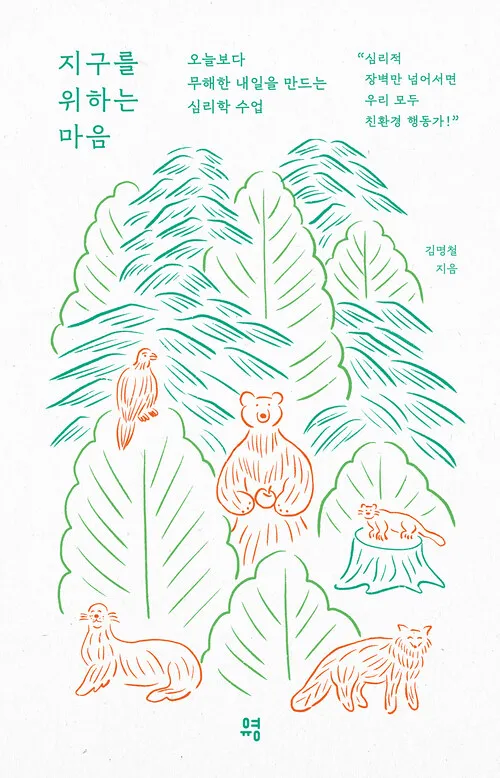 지구를
위하는
마음
오늘보다
무해한 내일을 만드는
심리학 수업
“심리적
장벽만 넘어서면
우리 모두
친환경 행동가!”
김명철
지음
유영